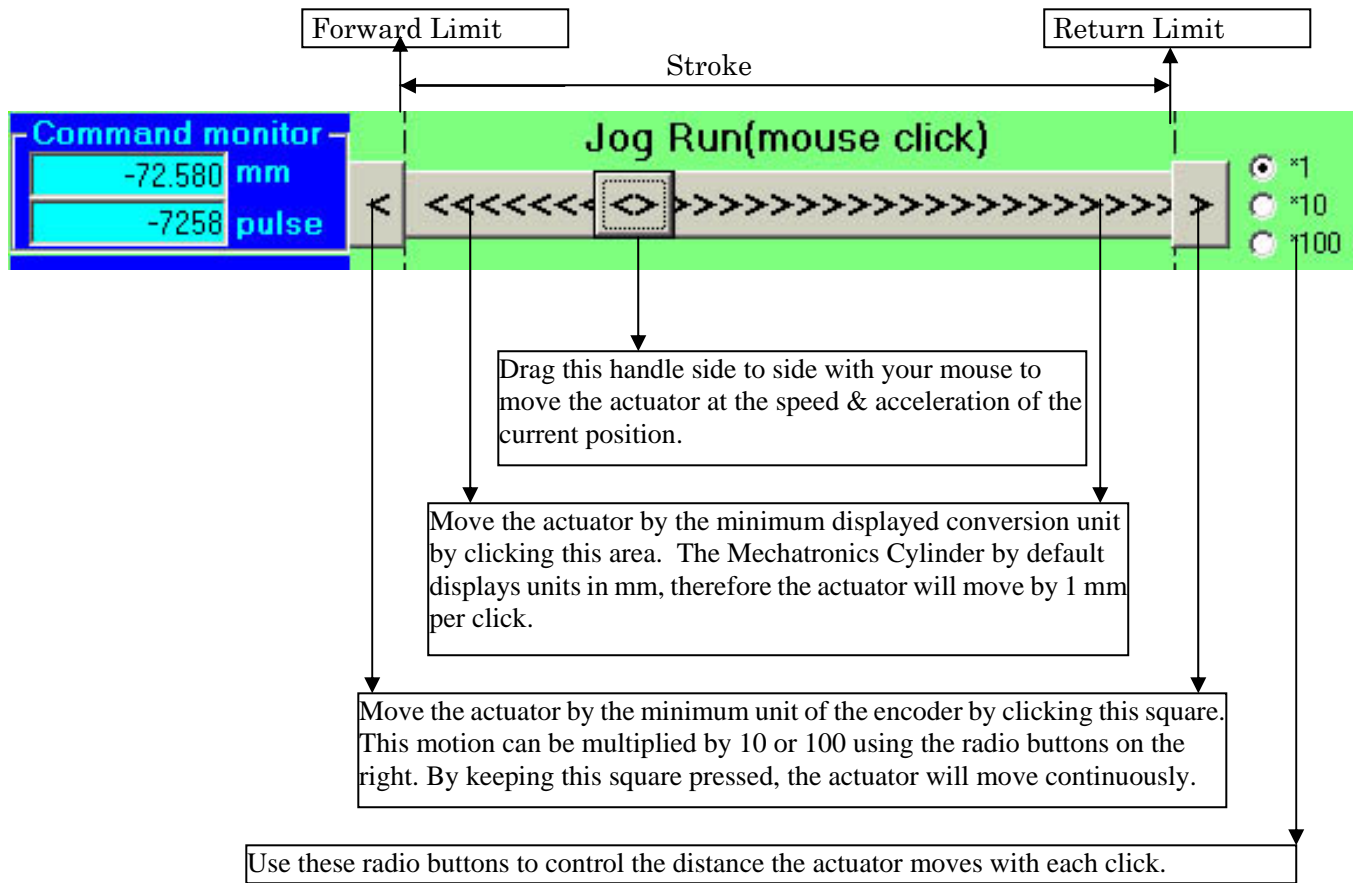 Forward Limit
Return Limit
Stroke
Command monitor
Jog Run(mouse click)
-72.580 mm
-7258 pulse
<
<<<<<<<
<>
>>>>>>>>>>>>>>>>>>>>
>
*1
*10
*100
Drag this handle side to side with your mouse to
move the actuator at the speed & acceleration of the
current position.
Move the actuator by the minimum displayed conversion unit
by clicking this area. The Mechatronics Cylinder by default
displays units in mm, therefore the actuator will move by 1 mm
per click.
Move the actuator by the minimum unit of the encoder by clicking this square.
This motion can be multiplied by 10 or 100 using the radio buttons on the
right. By keeping this square pressed, the actuator will move continuously.
Use these radio buttons to control the distance the actuator moves with each click.